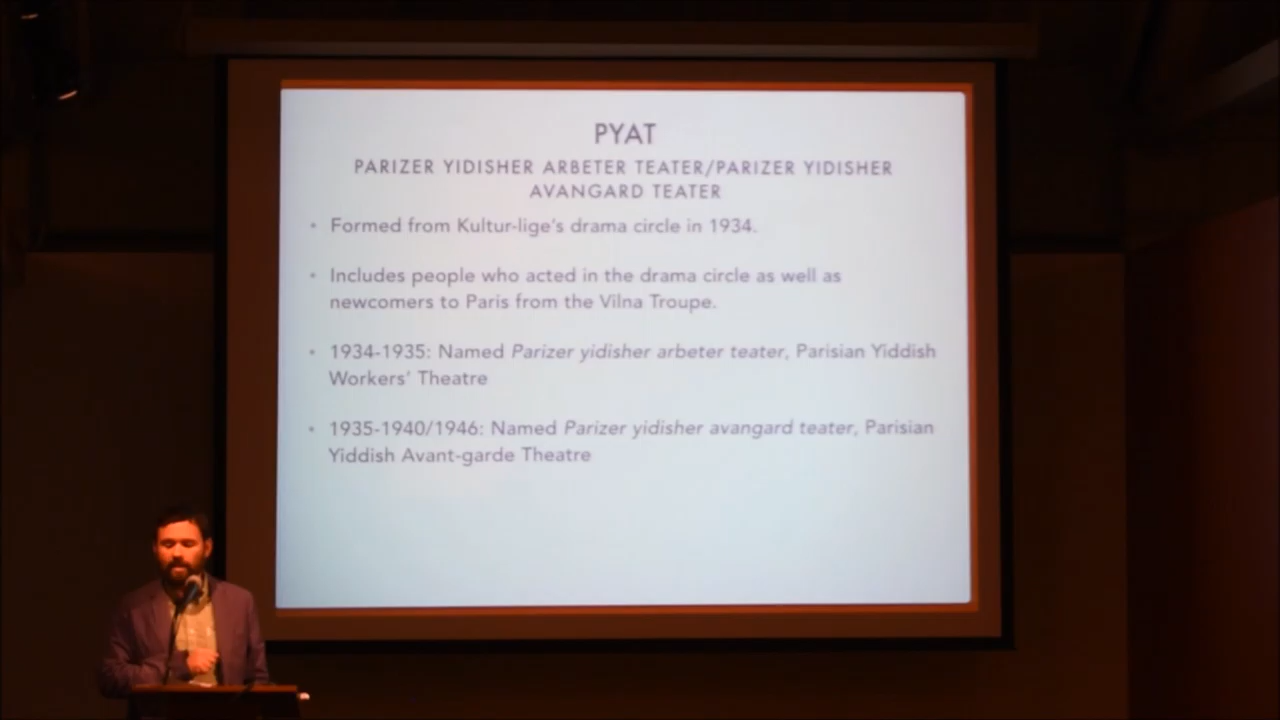 PYAT
PARIZER YIDISHER ARBETER TEATER/PARIZER YIDISHER
AVANGARD TEATER
• Formed from Kultur-lige's drama circle in 1934.
• Includes people who acted in the drama circle as well as
newcomers to Paris from the Vilna Troupe.
• 1934-1935: Named Parizer yidisher arbeter teater, Parisian Yiddish
Workers' Theatre
• 1935-1940/1946: Named Parizer yidisher avangard teater, Parisian
Yiddish Avant-garde Theatre